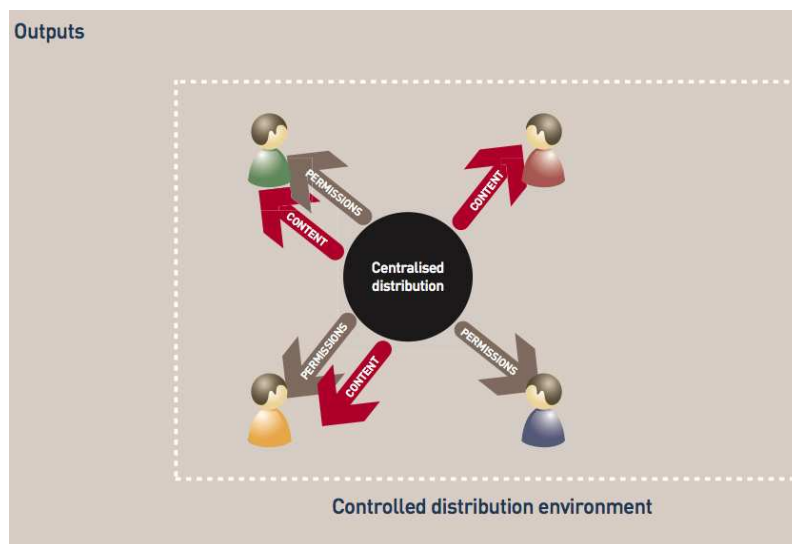 Outputs
PERMISSIONS
CONTENT
CONTENT
Centralised
distribution
PERMISSIONS
CONTENT
PERMISSIONS
Controlled distribution environment